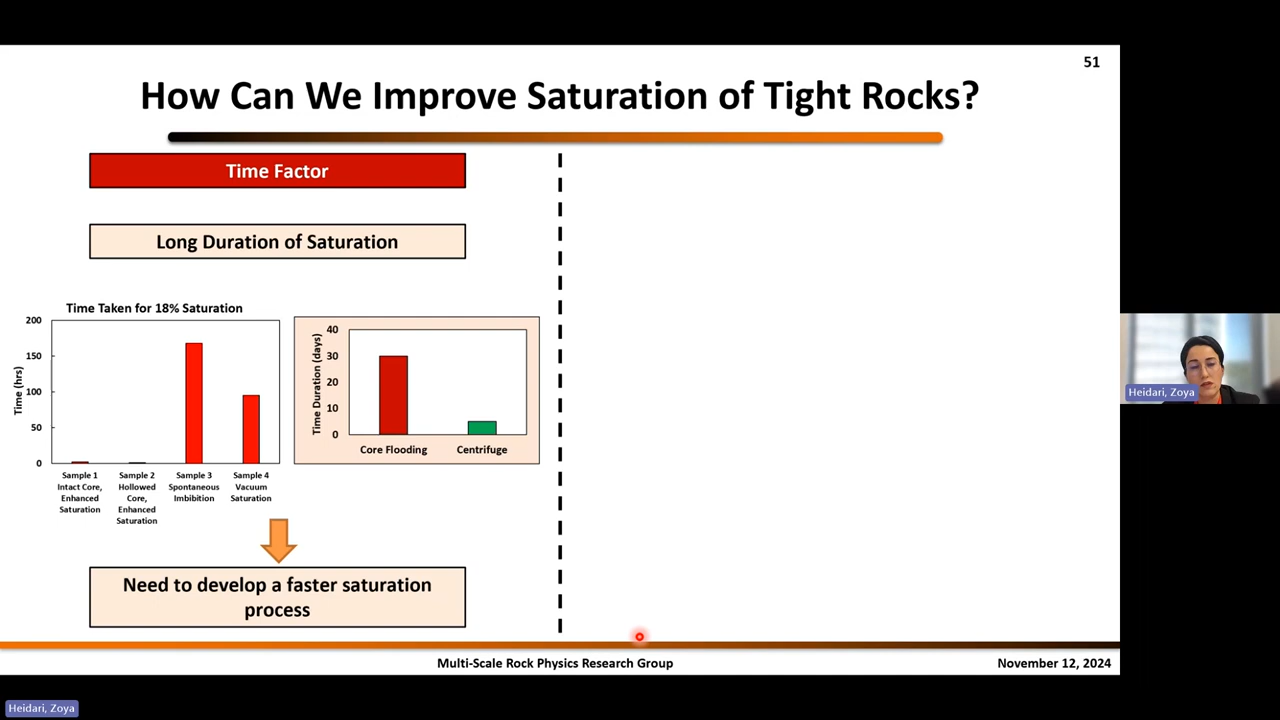 51
How Can We Improve Saturation of Tight Rocks?
Time Factor
Long Duration of Saturation
Time Taken for 18% Saturation
200
150
100
50
0
Time (hrs)
Sample 1
Intact Core,
Enhanced
Saturation
Sample 2
Hollowed
Core,
Enhanced
Saturation
Sample 3
Spontaneous
Imbibition
Sample 4
Vacuum
Saturation
40
30
20
10
0
Time Duration (days)
Core Flooding
Centrifuge
Need to develop a faster saturation
process
Multi-Scale Rock Physics Research Group
November 12, 2024
Heidari, Zoya
Heidari, Zoya